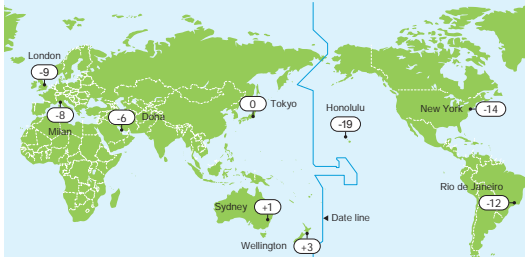 London
-9
-8
Milan
-6
Doha
0
Tokyo
Honolulu
-19
New York
-14
Rio de Janeiro
-12
Sydney
+1
Date line
Wellington
+3